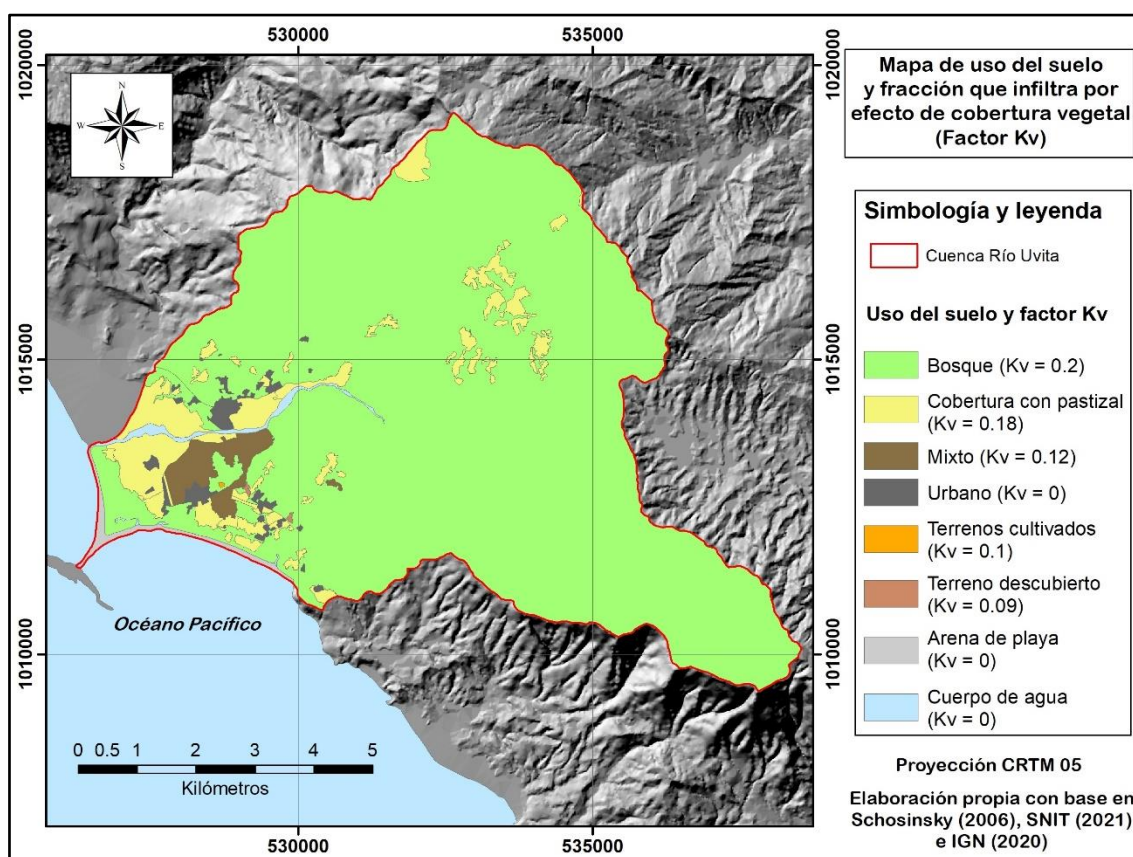 530000
535000
1020000
1020000
N
W
E
S
1015000
1015000
Océano Pacífico
1010000
1010000
0
0.5
1
2
3
4
5
Kilómetros
530000
535000
Mapa de uso del suelo
y fracción que infiltra por
efecto de cobertura vegetal
(Factor Kv)
Simbología y leyenda
Cuenca Río Uvita
Uso del suelo y factor Kv
Bosque (Kv = 0.2)
Cobertura con pastizal
(Kv = 0.18)
Mixto (Kv = 0.12)
Urbano (Kv = 0)
Terrenos cultivados
(Kv = 0.1)
Terreno descubierto
(Kv = 0.09)
Arena de playa
(Kv = 0)
Cuerpo de agua
(Kv = 0)
Proyección CRTM 05
Elaboración propia con base en
Schosinsky (2006), SNIT (2021)
e IGN (2020)